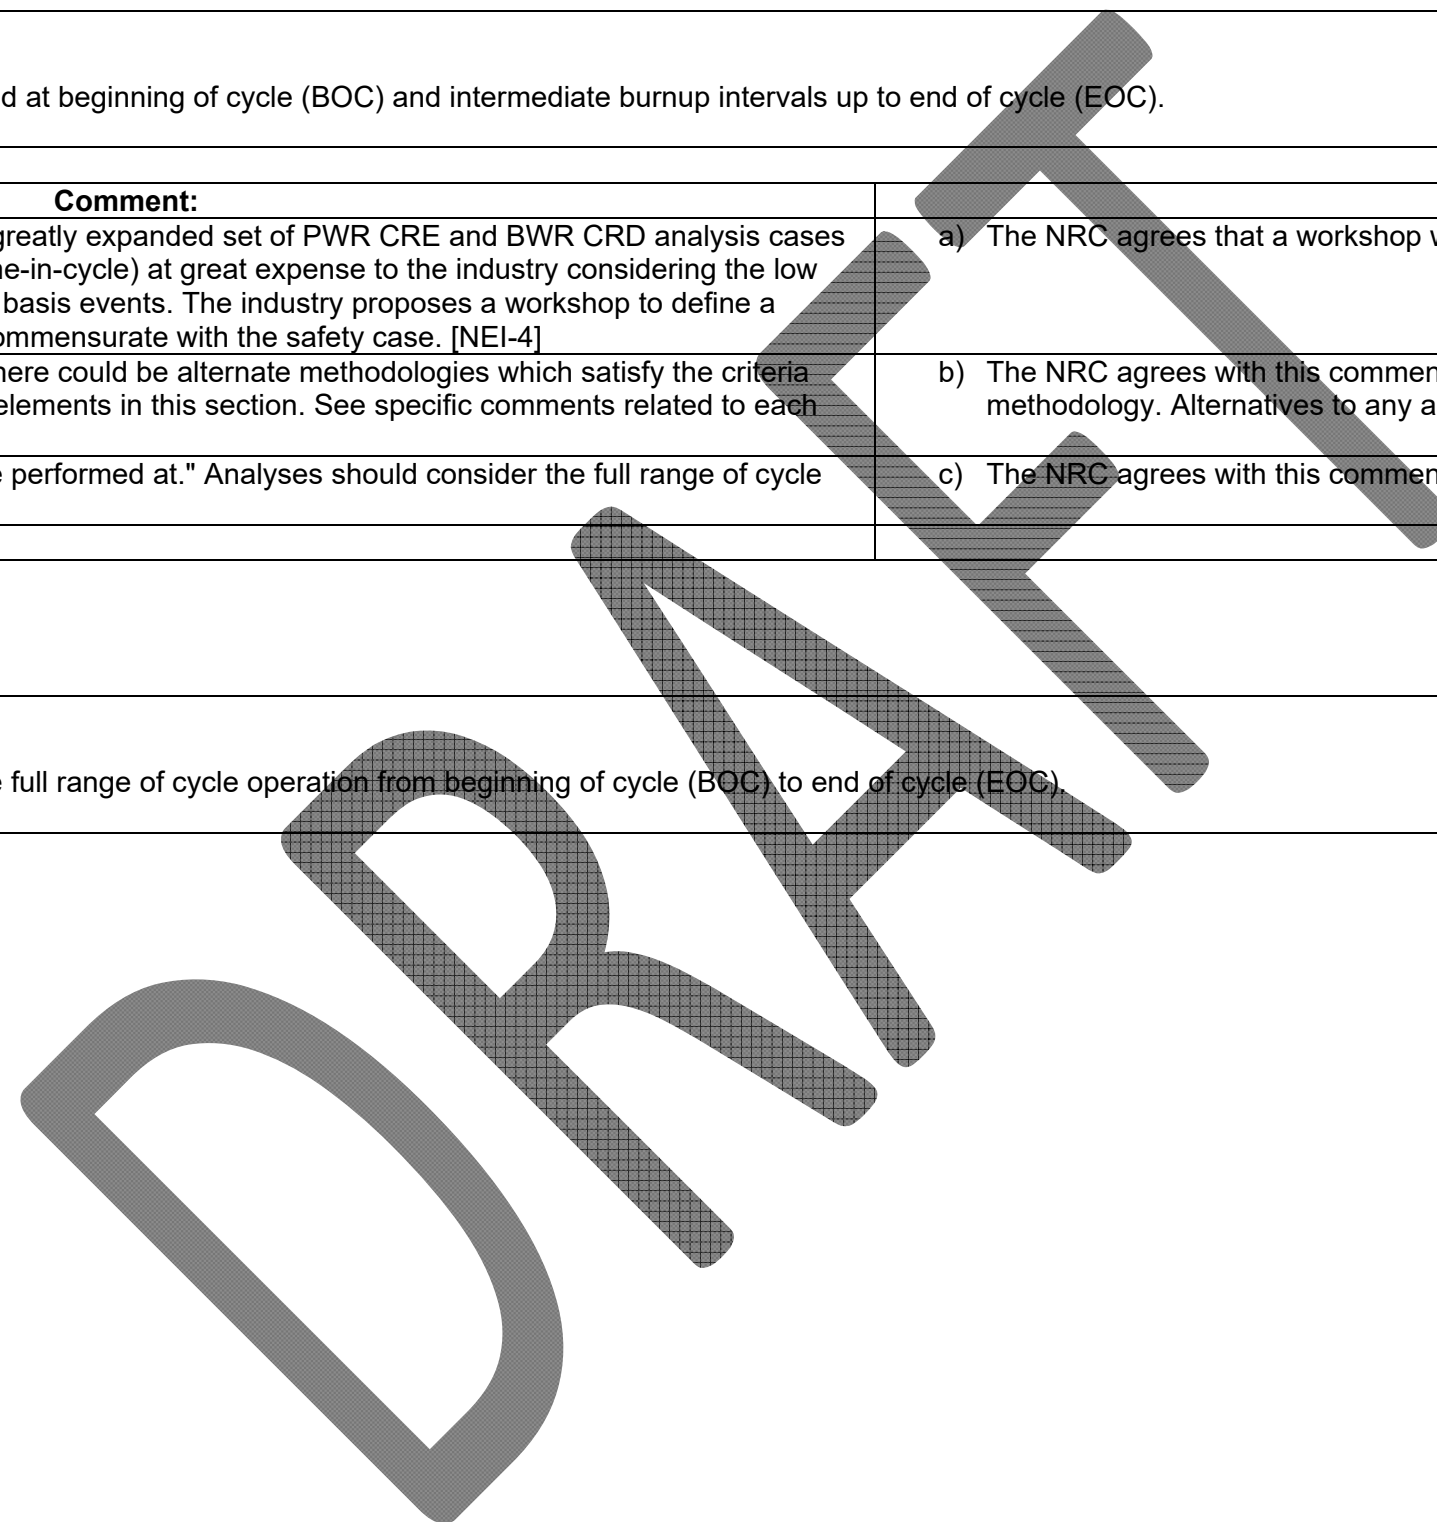 d at beginning of cycle (BOC) and intermediate burnup intervals up to end of cycle (EOC).
Comment:
greatly expanded set of PWR CRE and BWR CRD analysis cases
ne-in-cycle) at great expense to the industry considering the low
basis events. The industry proposes a workshop to define a
ommensurate with the safety case. [NEI-4]
a) The NRC agrees that a workshop w
here could be alternate methodologies which satisfy the criteria
elements in this section. See specific comments related to each
b) The NRC agrees with this commen
methodology. Alternatives to any a
e performed at." Analyses should consider the full range of cycle
c) The NRC agrees with this commen
e full range of cycle operation from beginning of cycle (BOC) to end of cycle (EOC).
DRAFT